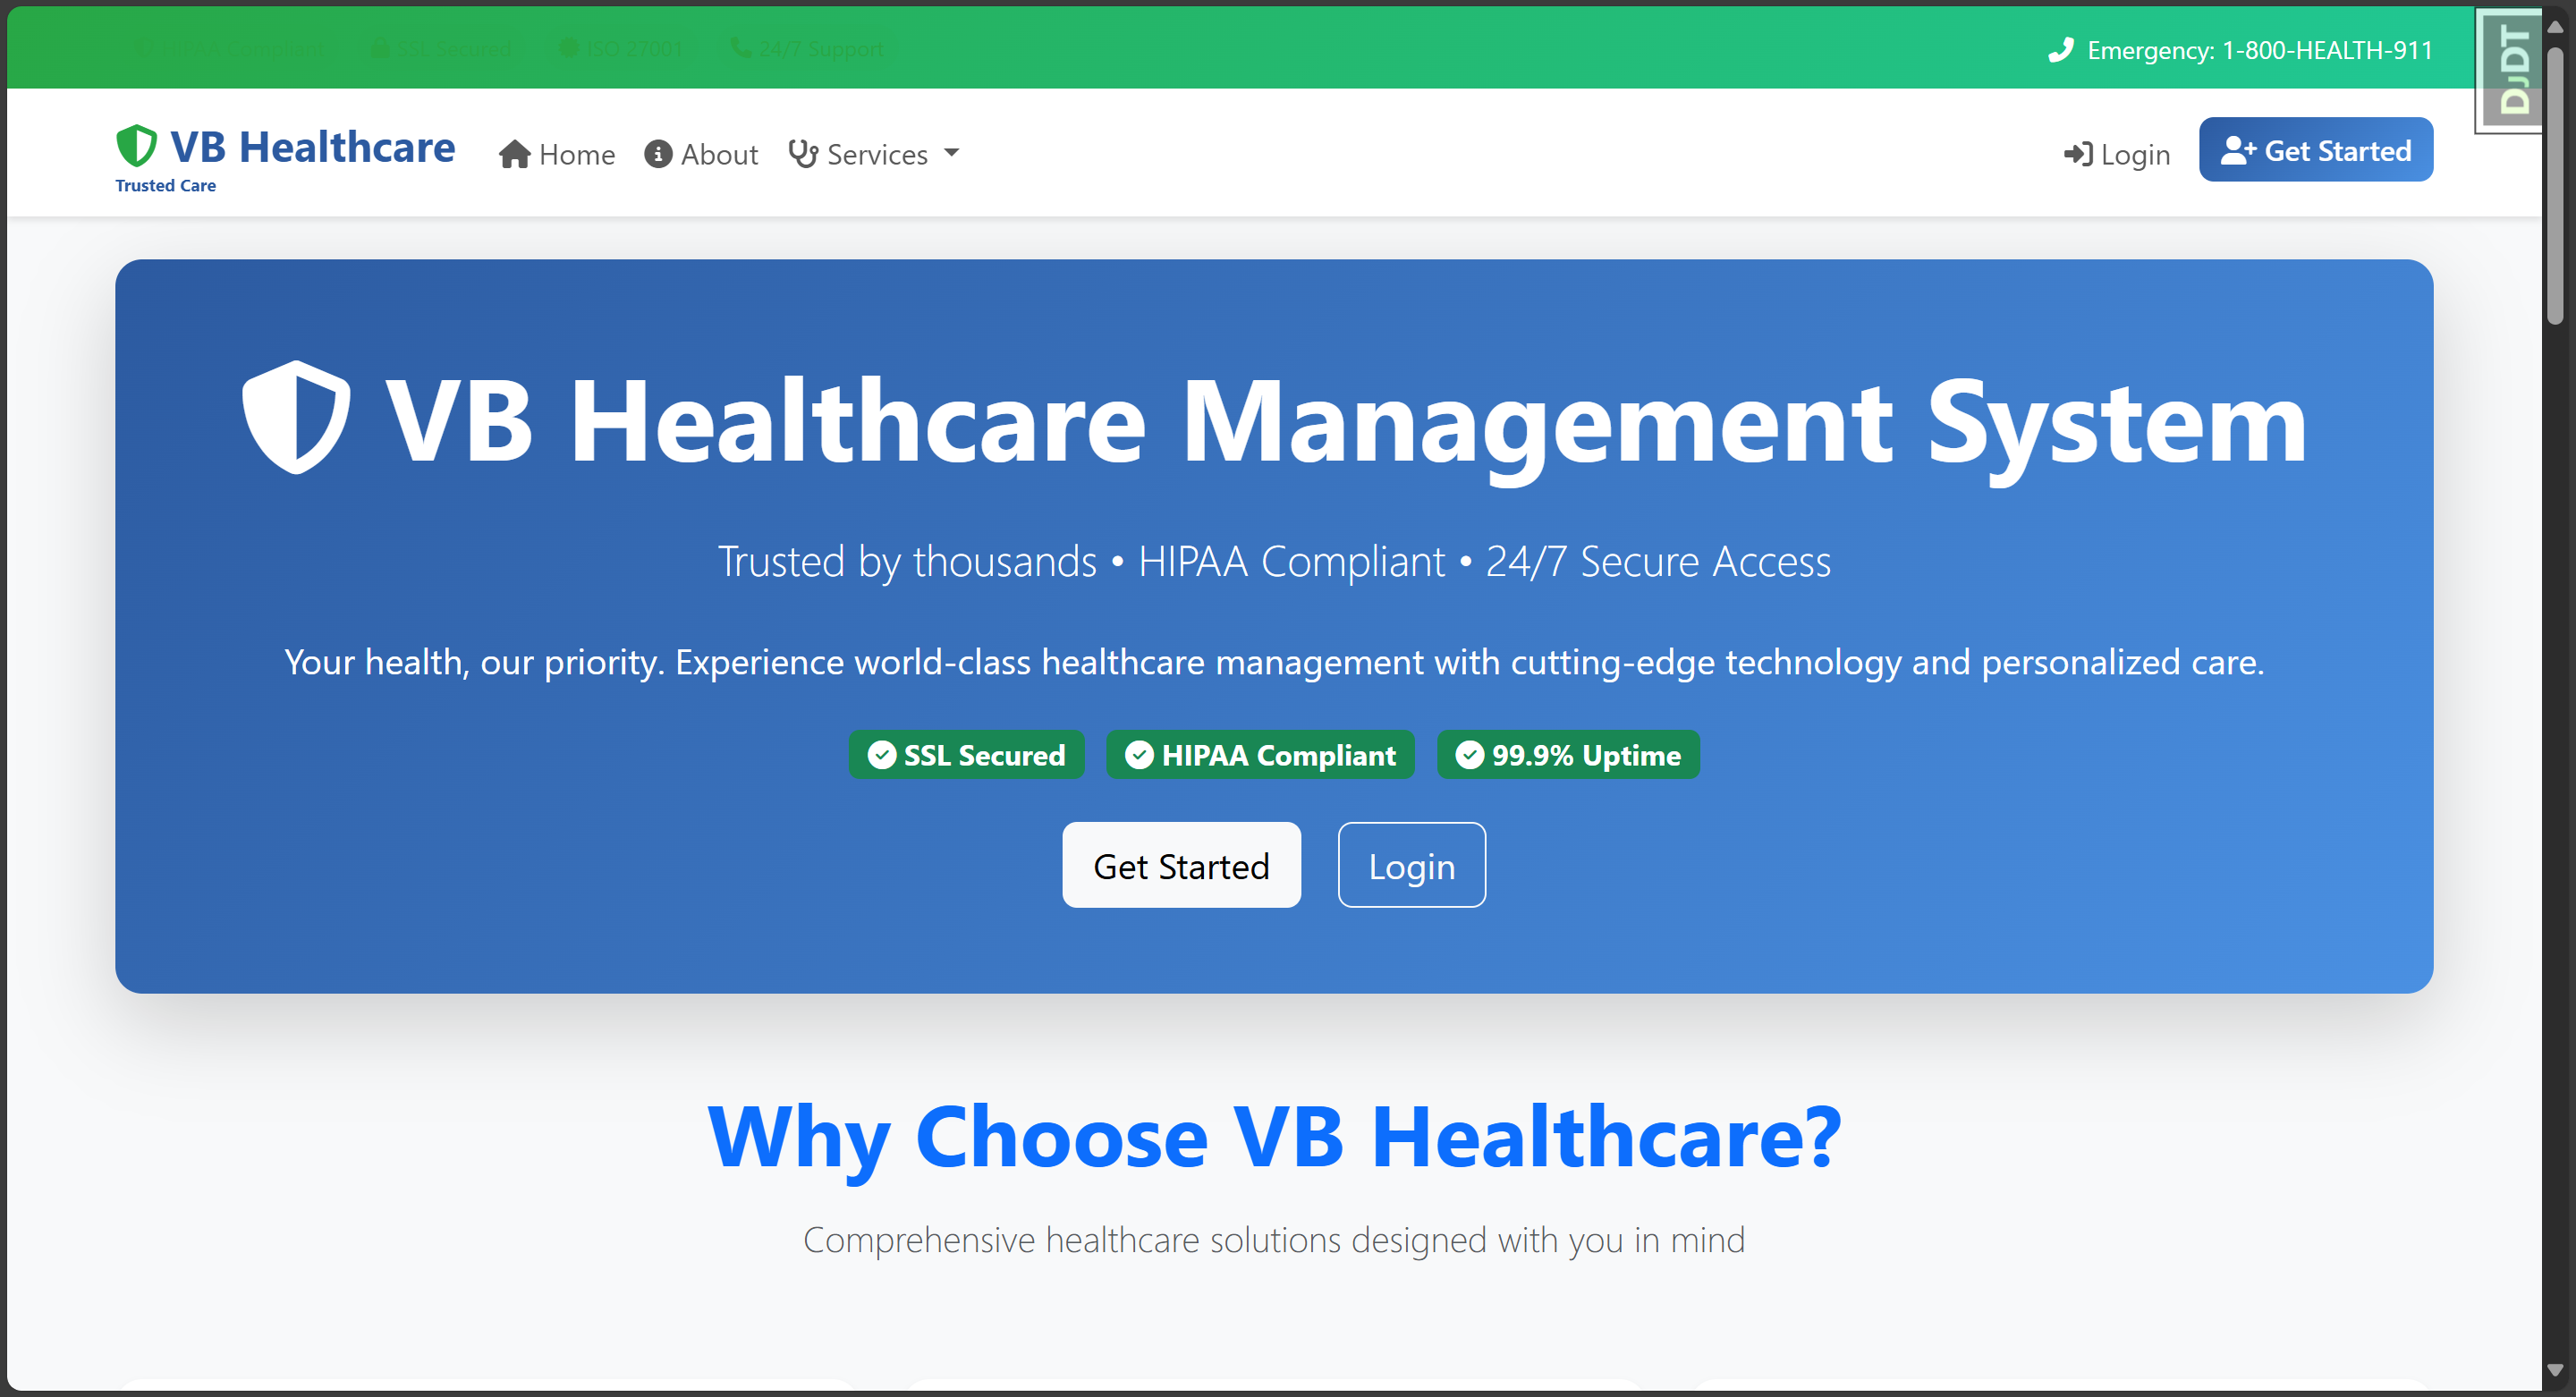 HIPAA Compliant SSL Secured ISO 27001 24/7 Support
Emergency: 1-800-HEALTH-911
DjDT
VB Healthcare
Trusted Care
Home About Services
Login Get Started
VB Healthcare Management System
Trusted by thousands • HIPAA Compliant • 24/7 Secure Access
Your health, our priority. Experience world-class healthcare management with cutting-edge technology and personalized care.
SSL Secured HIPAA Compliant 99.9% Uptime
Get Started Login
Why Choose VB Healthcare?
Comprehensive healthcare solutions designed with you in mind